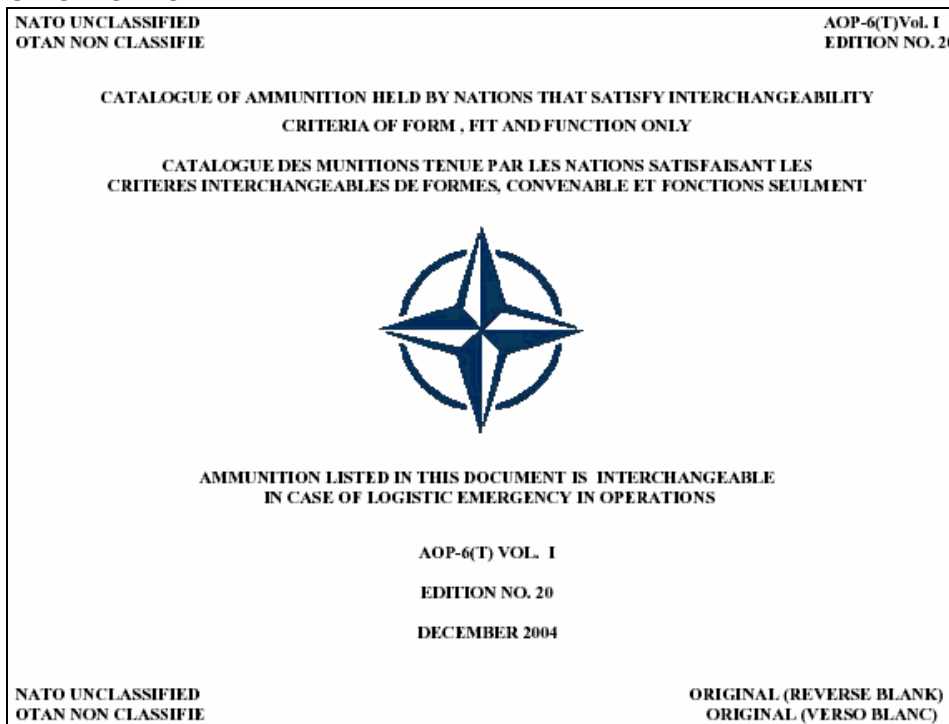 NATO UNCLASSIFIED
OTAN NON CLASSIFIE
AOP-6(T)Vol. I
EDITION NO. 20
CATALOGUE OF AMMUNITION HELD BY NATIONS THAT SATISFY INTERCHANGEABILITY
CRITERIA OF FORM , FIT AND FUNCTION ONLY
CATALOGUE DES MUNITIONS TENUE PAR LES NATIONS SATISFAISANT LES
CRITERES INTERCHANGEABLES DE FORMES, CONVENABLE ET FONCTIONS SEULMENT
AMMUNITION LISTED IN THIS DOCUMENT IS INTERCHANGEABLE
IN CASE OF LOGISTIC EMERGENCY IN OPERATIONS
AOP-6(T) VOL. I
EDITION NO. 20
DECEMBER 2004
NATO UNCLASSIFIED
OTAN NON CLASSIFIE
ORIGINAL (REVERSE BLANK)
ORIGINAL (VERSO BLANC)